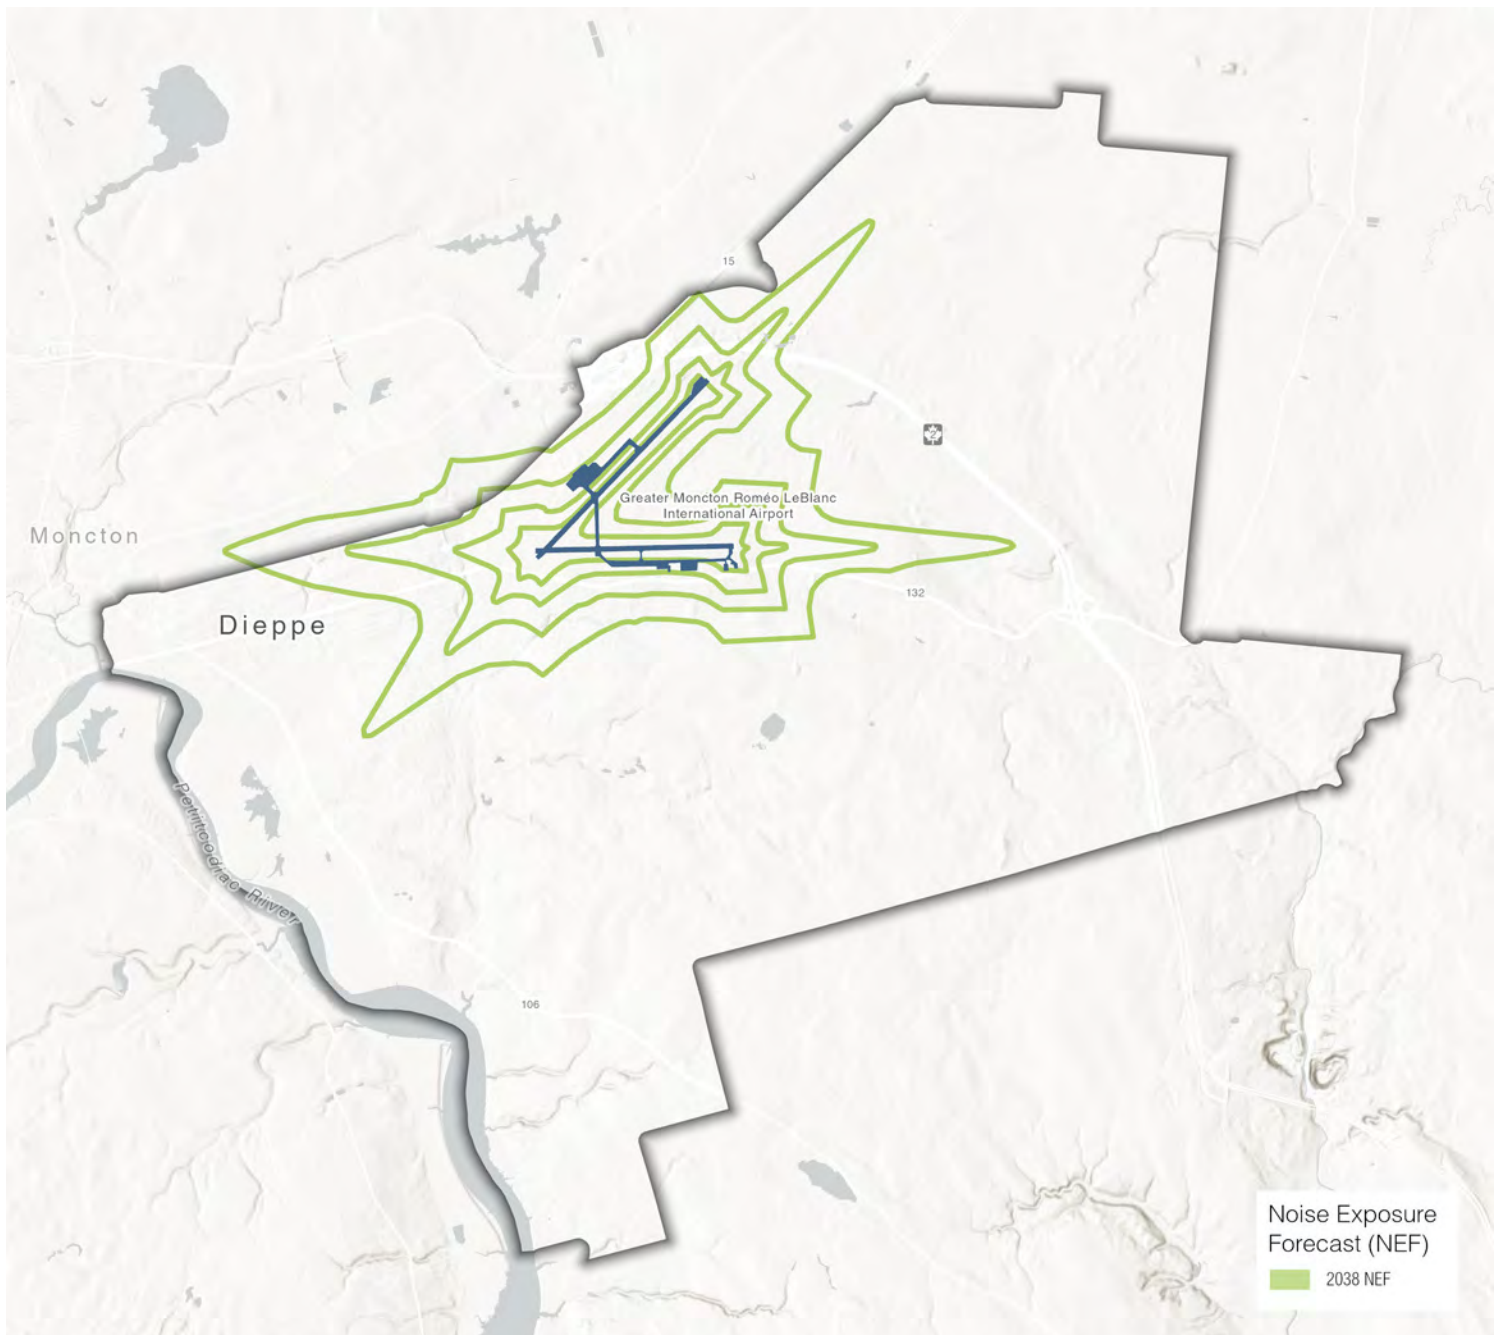 15
2
Greater Moncton Roméo LeBlanc
International Airport
Moncton
132
Dieppe
Petitcodiac River
106
Noise Exposure
Forecast (NEF)
2038 NEF